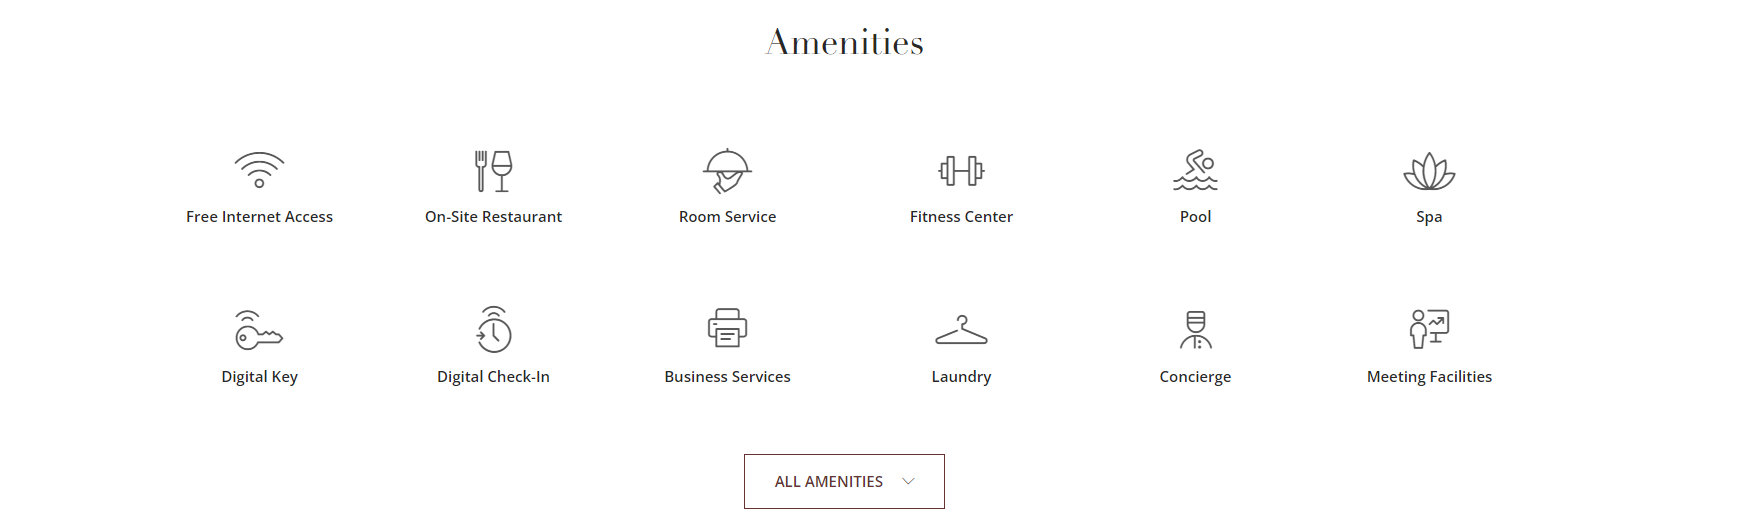 Amenities
Free Internet Access
On-Site Restaurant
Room Service
Fitness Center
Pool
Spa
Digital Key
Digital Check-In
Business Services
Laundry
Concierge
Meeting Facilities
ALL AMENITIES